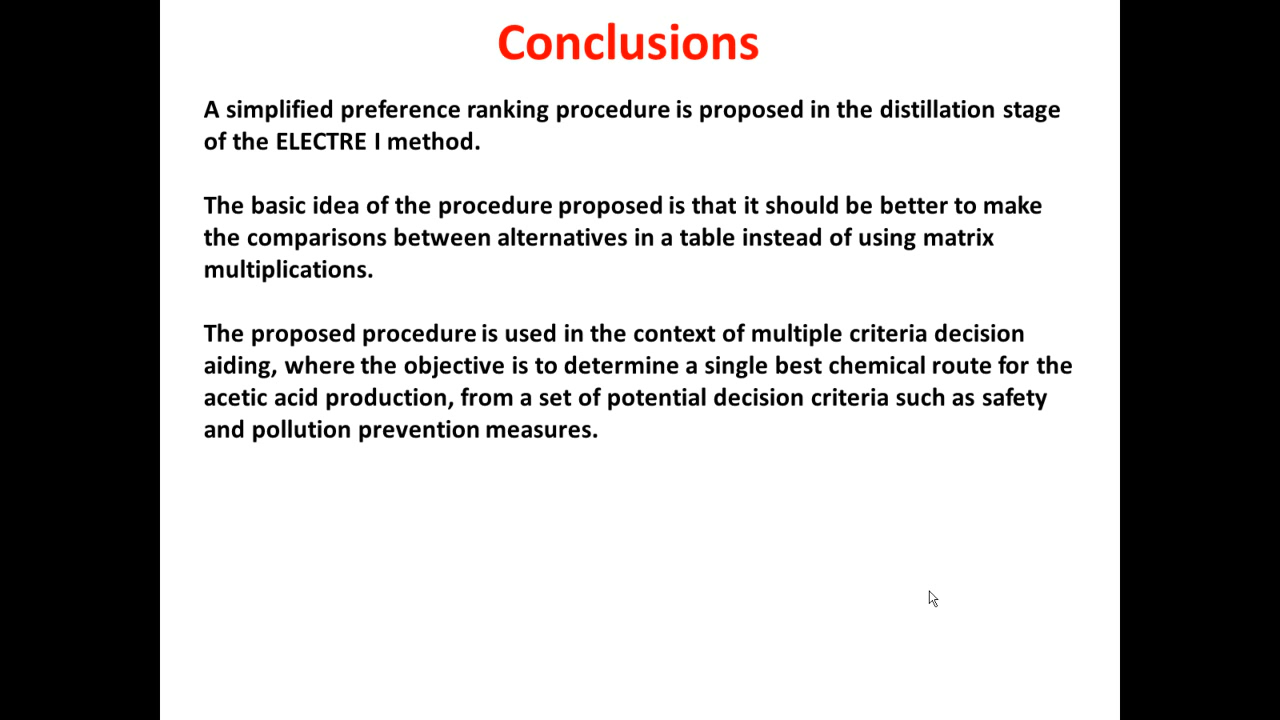 Conclusions
A simplified preference ranking procedure is proposed in the distillation stage
of the ELECTRE I method.
The basic idea of the procedure proposed is that it should be better to make
the comparisons between alternatives in a table instead of using matrix
multiplications.
The proposed procedure is used in the context of multiple criteria decision
aiding, where the objective is to determine a single best chemical route for the
acetic acid production, from a set of potential decision criteria such as safety
and pollution prevention measures.